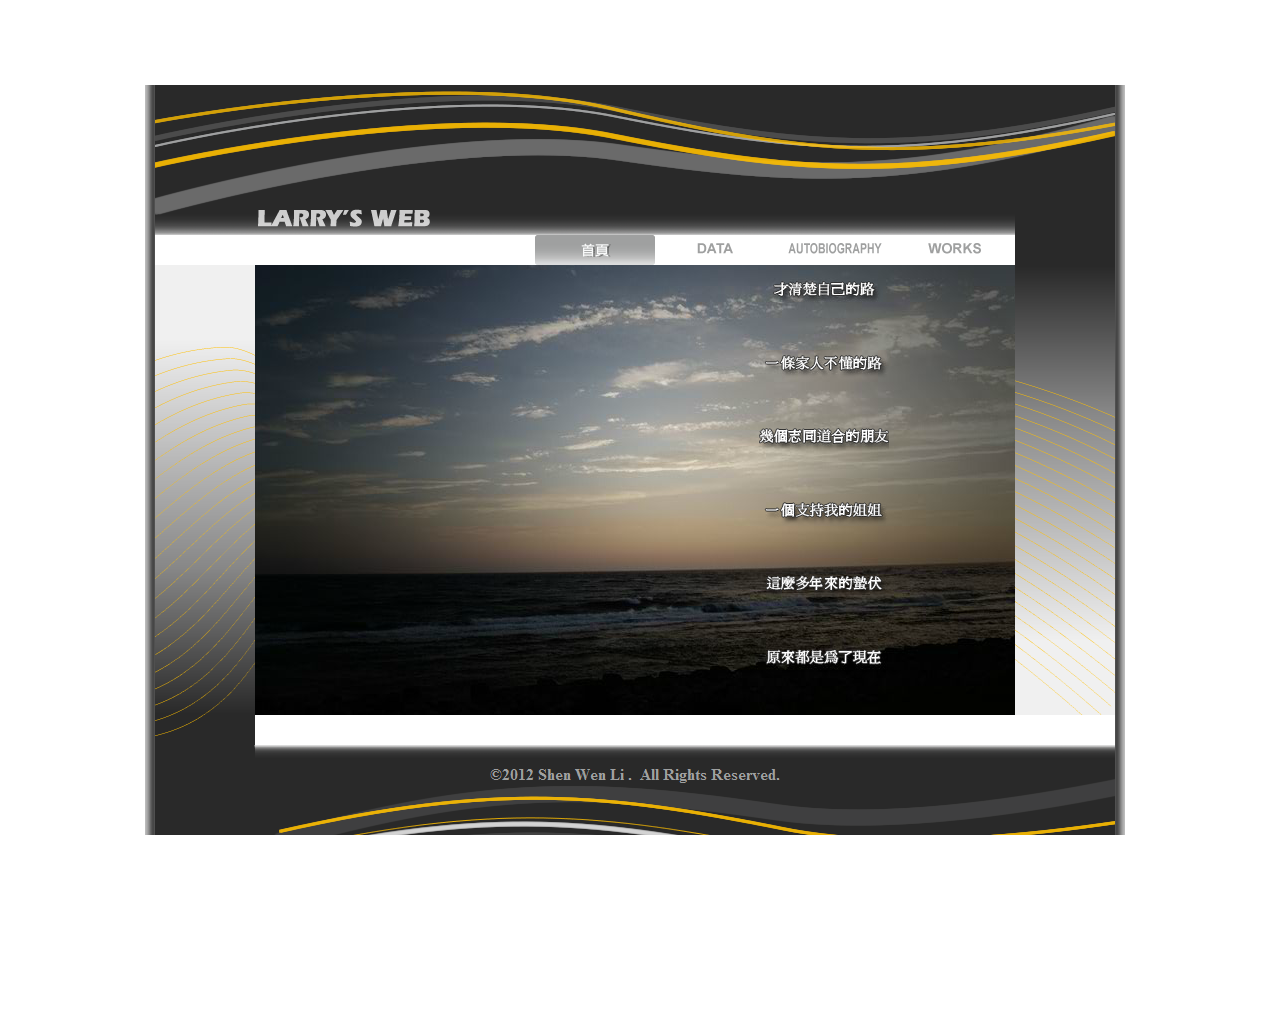 LARRY'S WEB
首頁 DATA AUTOBIOGRAPHY WORKS
才清楚自己的路
一條家人不懂的路
幾個志同道合的朋友
一個支持我的姐姐
這麼多年來的蟄伏
原來都是為了現在
©2012 Shen Wen Li . All Rights Reserved.